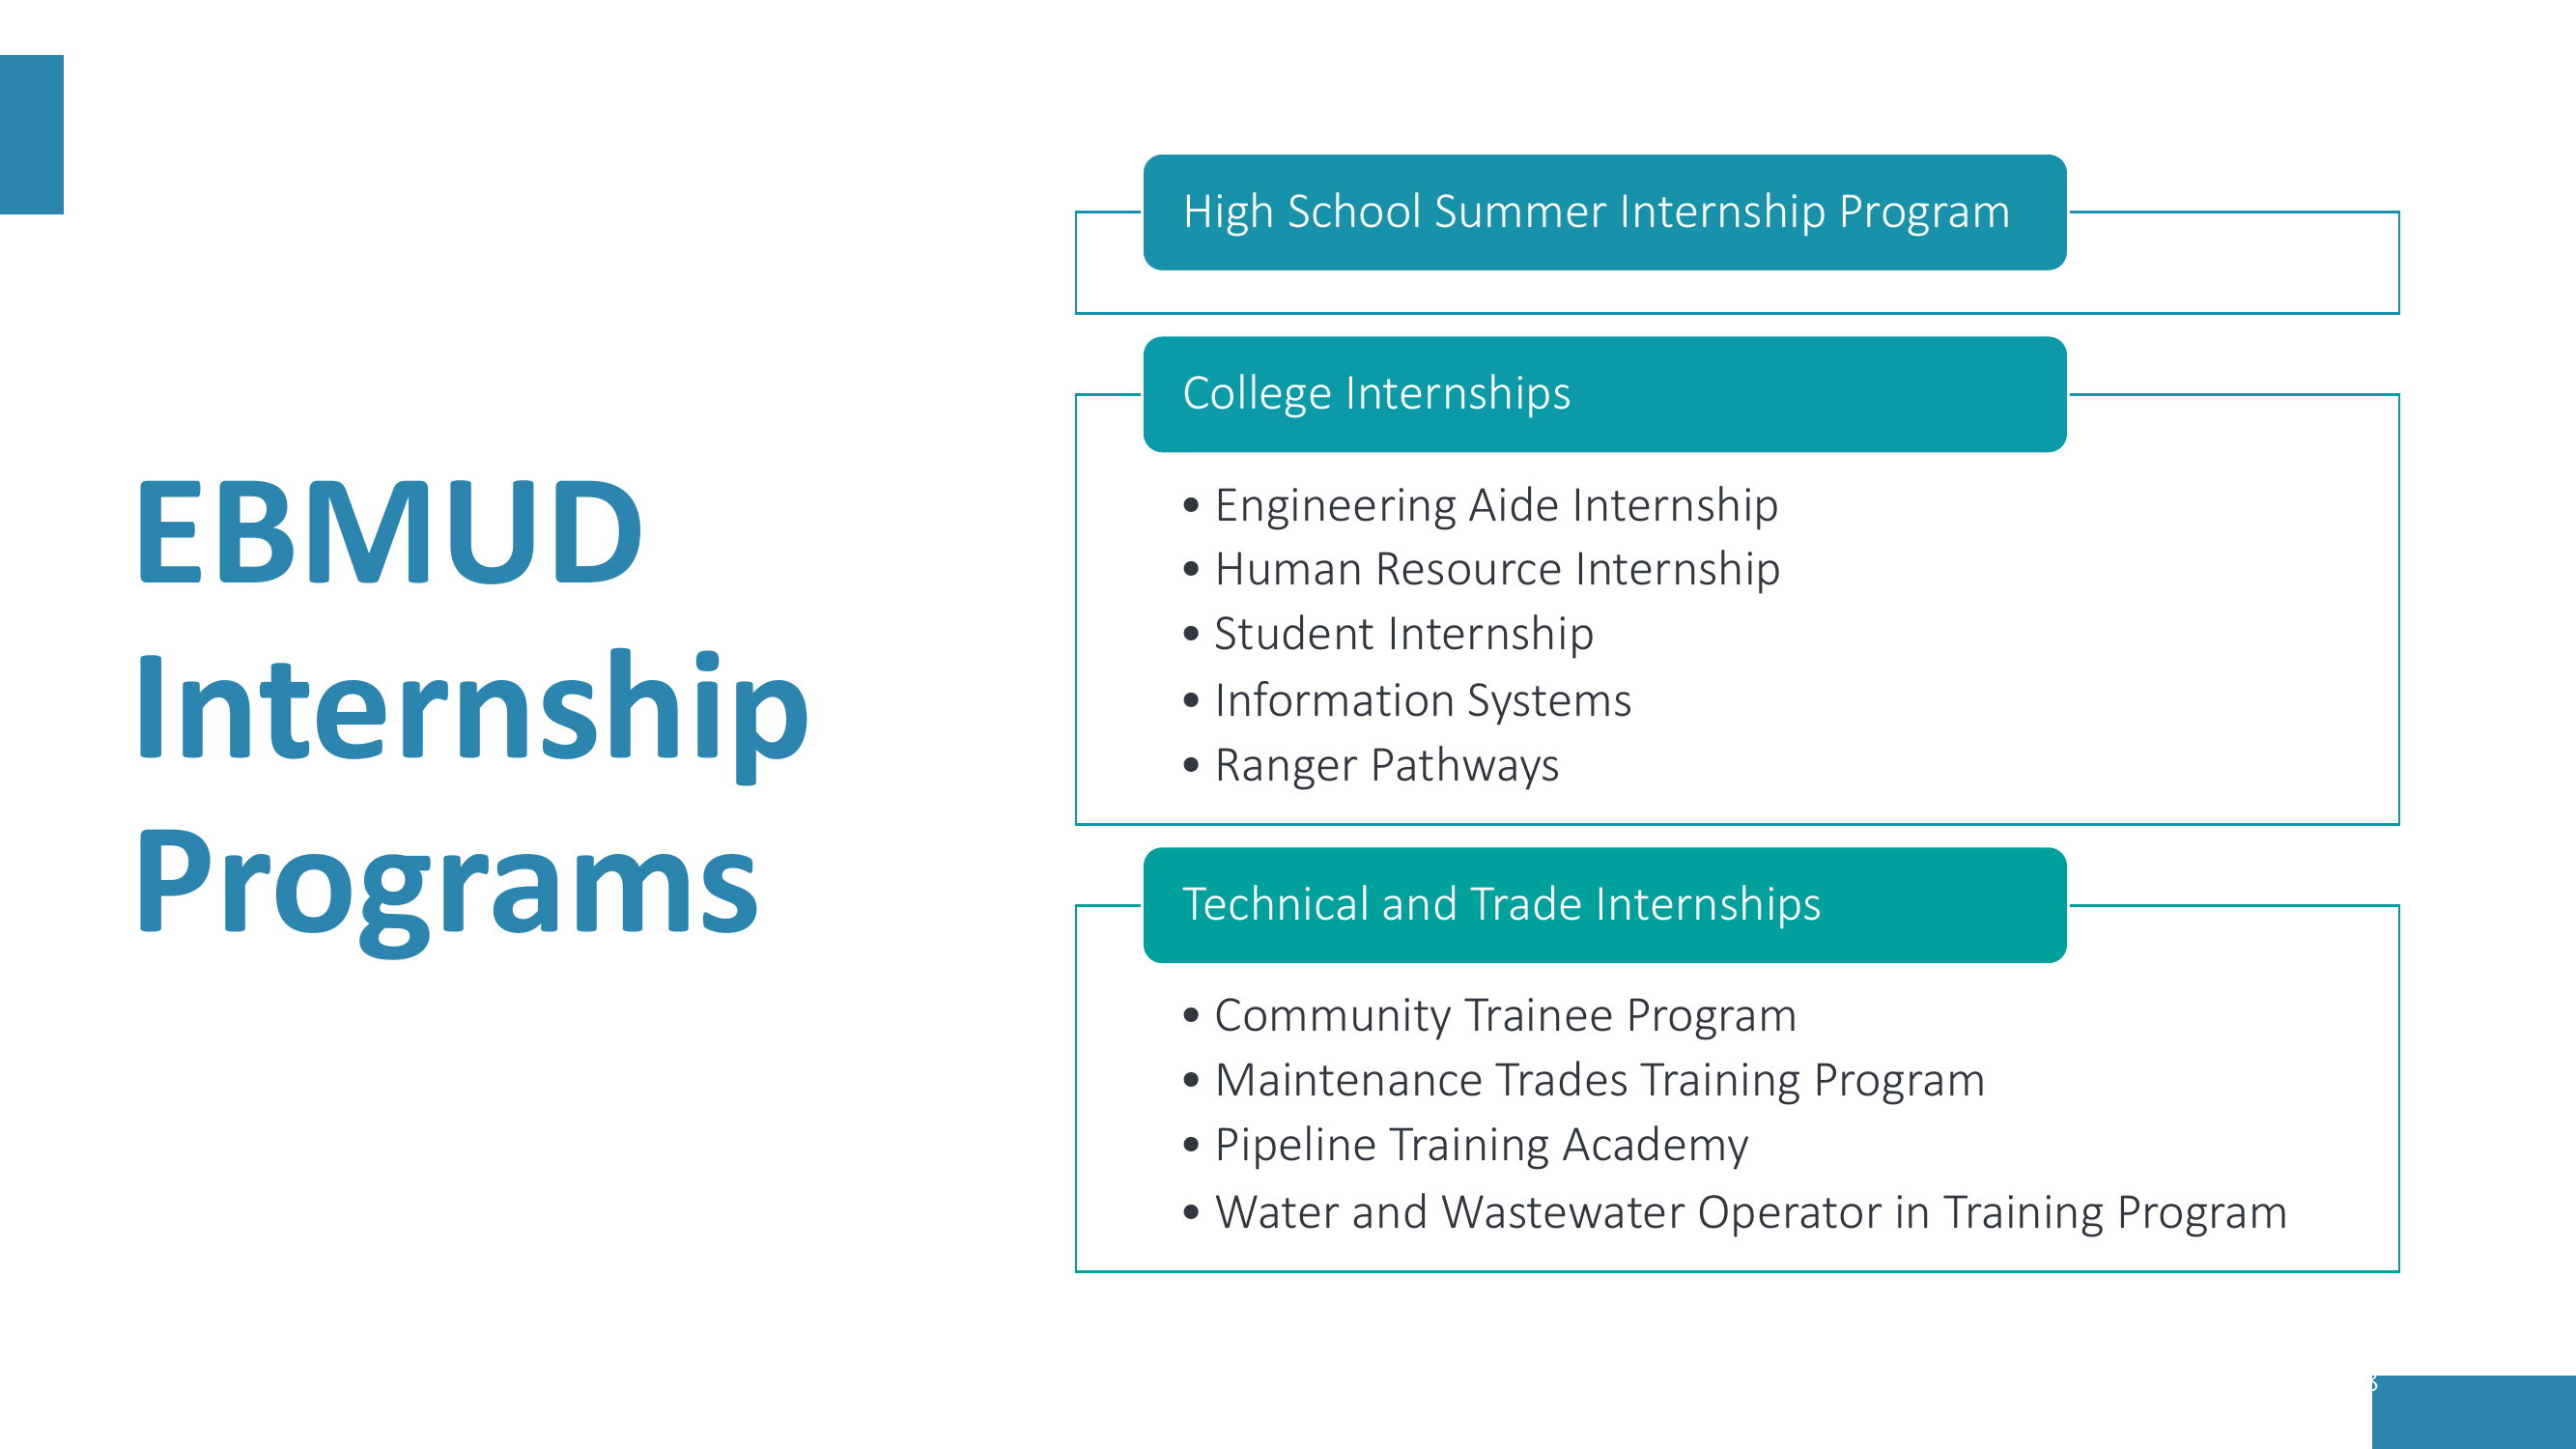 EBMUD
Internship
Programs
High School Summer Internship Program
College Internships
• Engineering Aide Internship
• Human Resource Internship
• Student Internship
• Information Systems
• Ranger Pathways
Technical and Trade Internships
• Community Trainee Program
• Maintenance Trades Training Program
• Pipeline Training Academy
• Water and Wastewater Operator in Training Program